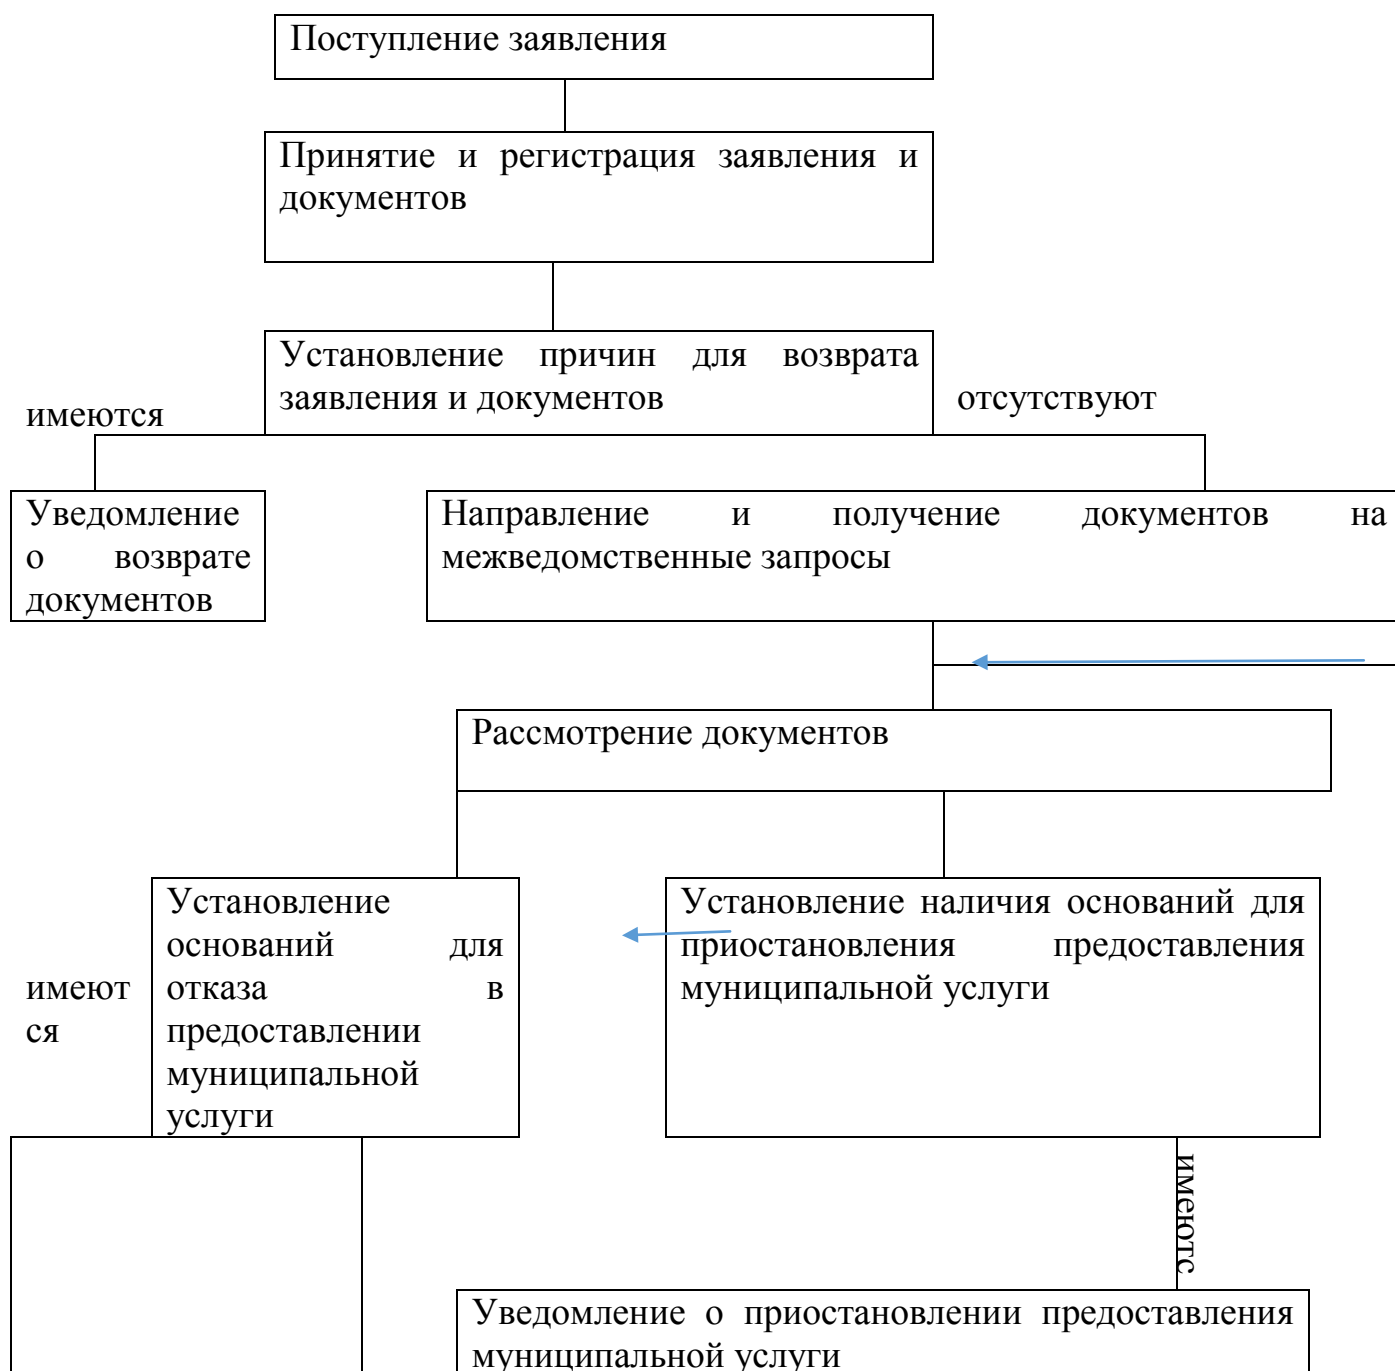 Поступление заявления
Принятие и регистрация заявления и
документов
Установление причин для возврата
заявления и документов
имеются
отсутствуют
Уведомление
о возврате
документов
Направление и получение документов на
межведомственные запросы
Рассмотрение документов
имеют
ся
Установление
оснований для
отказа в
предоставлении
муниципальной
услуги
Установление наличия оснований для
приостановления предоставления
муниципальной услуги
имеютс
Уведомление о приостановлении предоставления
муниципальной услуги